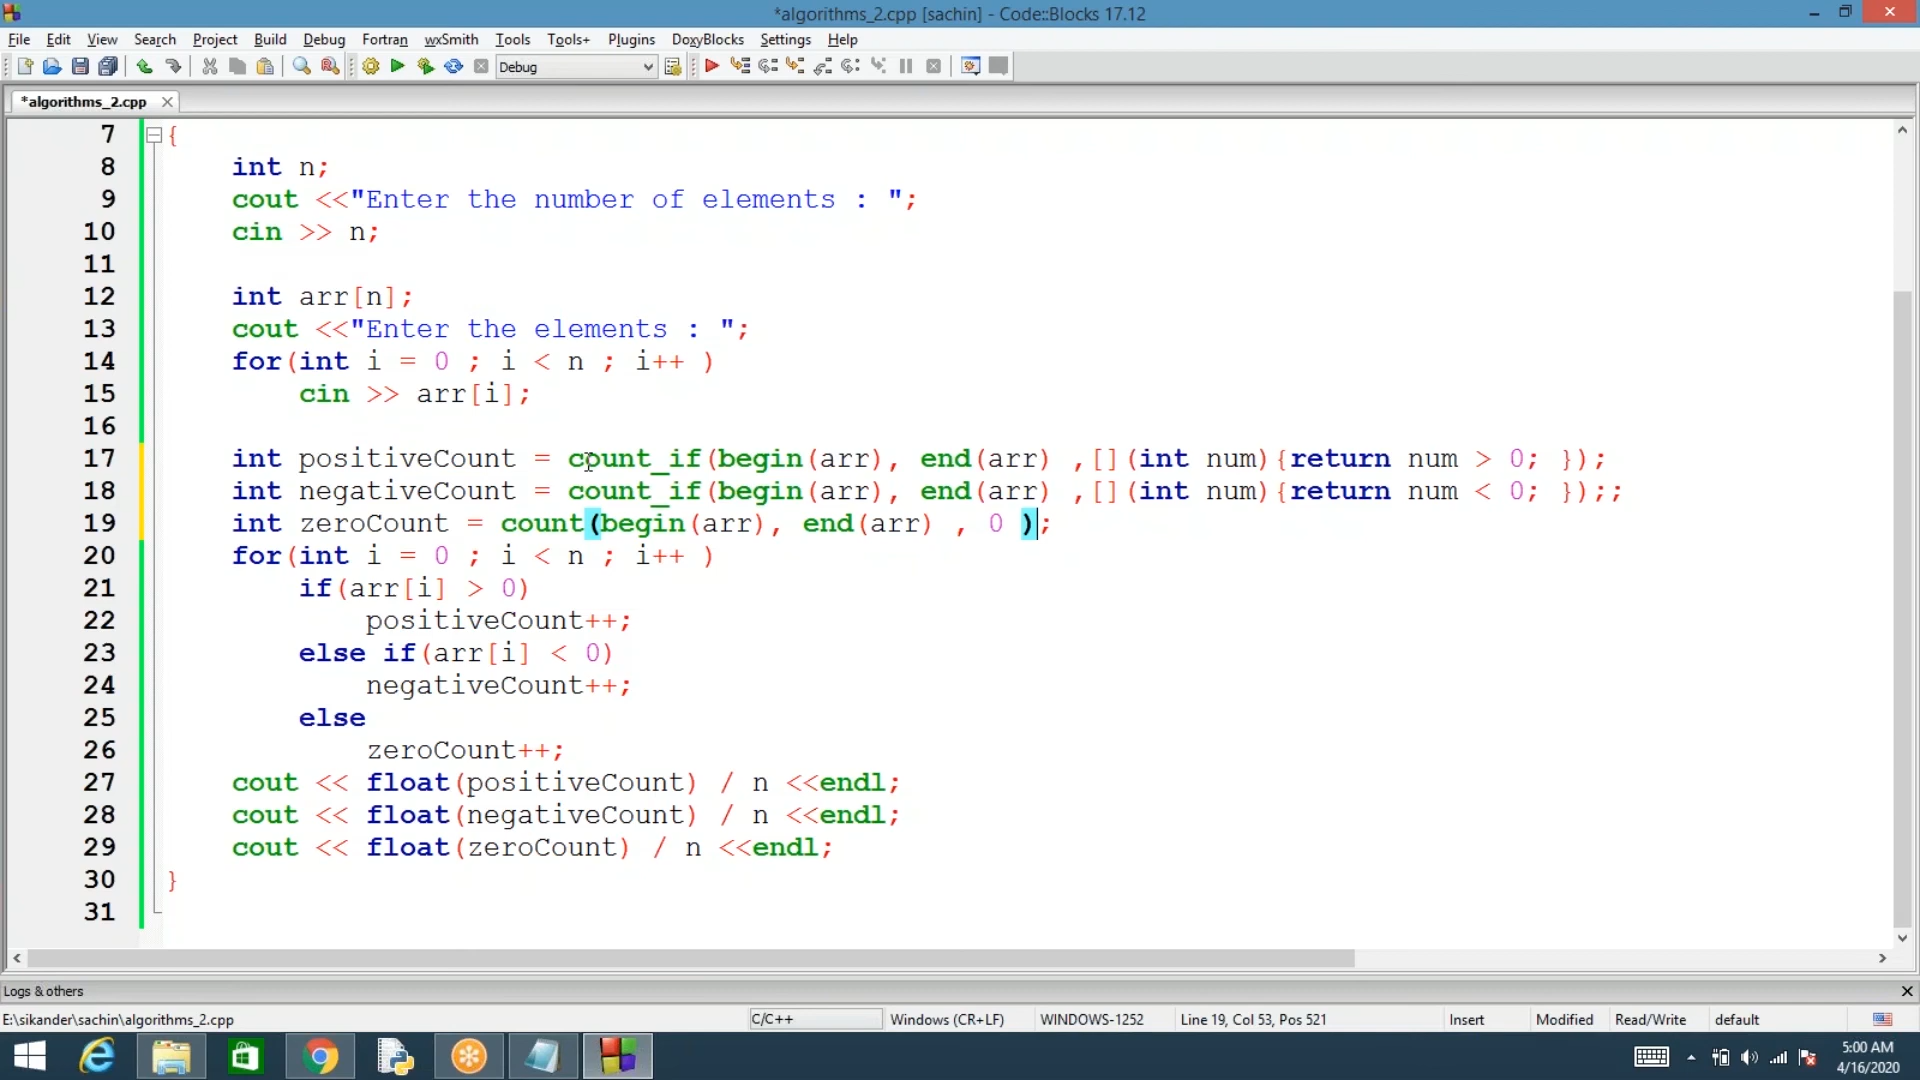 *algorithms_2.cpp [sachin] - Code::Blocks 17.12
File Edit View Search Project Build Debug Fortran wxSmith Tools Tools+ Plugins DoxyBlocks Settings Help
Debug
*algorithms_2.cpp
7 {
8 int n;
9 cout <<"Enter the number of elements : ";
10 cin >> n;
11
12 int arr[n];
13 cout <<"Enter the elements : ";
14 for(int i = 0 ; i < n ; i++ )
15 cin >> arr[i];
16
17 int positiveCount = count_if(begin(arr), end(arr) ,[](int num){return num > 0; });
18 int negativeCount = count_if(begin(arr), end(arr) ,[](int num){return num < 0; });;
19 int zeroCount = count(begin(arr), end(arr) , 0 );
20 for(int i = 0 ; i < n ; i++ )
21 if(arr[i] > 0)
22 positiveCount++;
23 else if(arr[i] < 0)
24 negativeCount++;
25 else
26 zeroCount++;
27 cout << float(positiveCount) / n <<endl;
28 cout << float(negativeCount) / n <<endl;
29 cout << float(zeroCount) / n <<endl;
30 }
31
Logs & others
E:\sikander\sachin\algorithms_2.cpp C/C++ Windows (CR+LF) WINDOWS-1252 Line 19, Col 53, Pos 521 Insert Modified Read/Write default
5:00 AM
4/16/2020